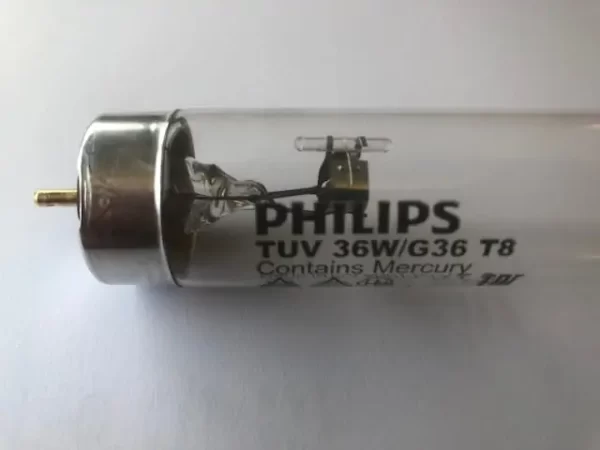 PHILIPS
TUV 36W/G36 T8
Contains Mercury